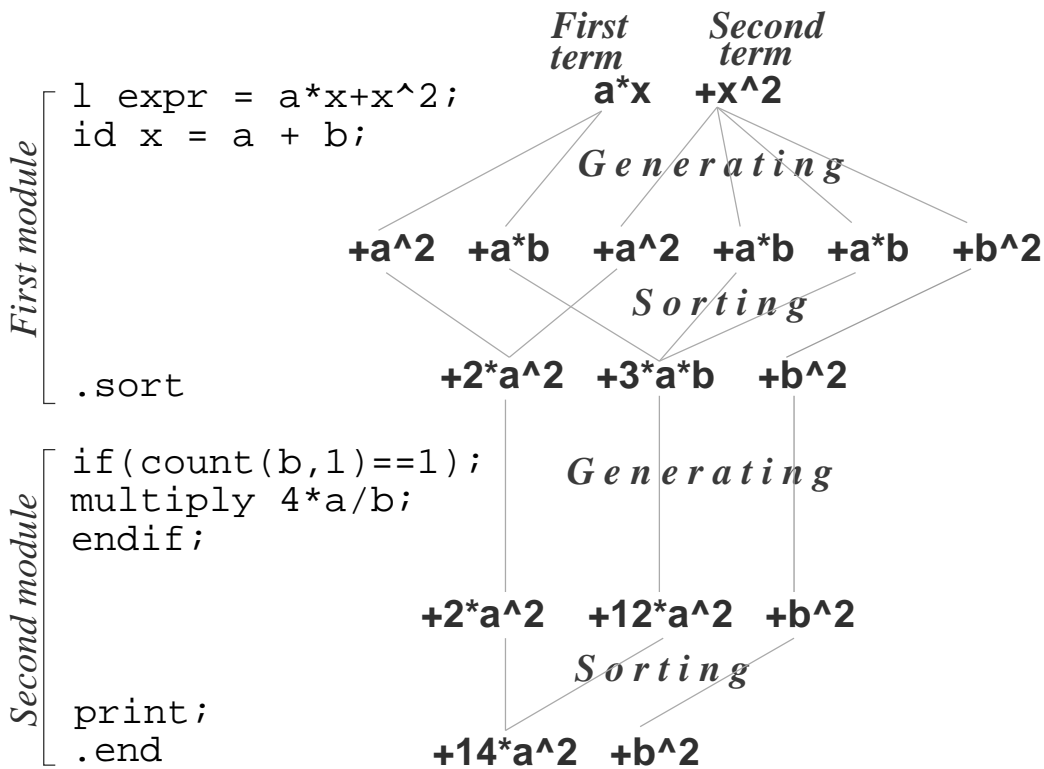 First Second
term term
l expr = a*x+x^2; a*x +x^2
id x = a + b;
First module
Generating
+a^2 +a*b +a^2 +a*b +a*b +b^2
Sorting
.sort +2*a^2 +3*a*b +b^2
if(count(b,1)==1);
Generating
multiply 4*a/b;
endif;
Second module
+2*a^2 +12*a^2 +b^2
Sorting
print;
.end +14*a^2 +b^2